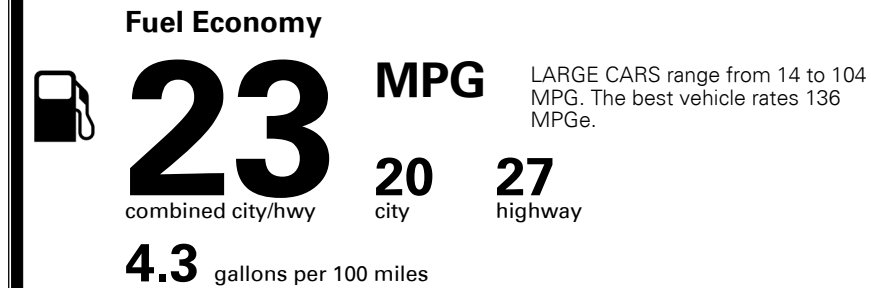 Fuel Economy
23 MPG
LARGE CARS range from 14 to 104
MPG. The best vehicle rates 136
MPGe.
20 27
combined city/hwy city highway
4.3 gallons per 100 miles